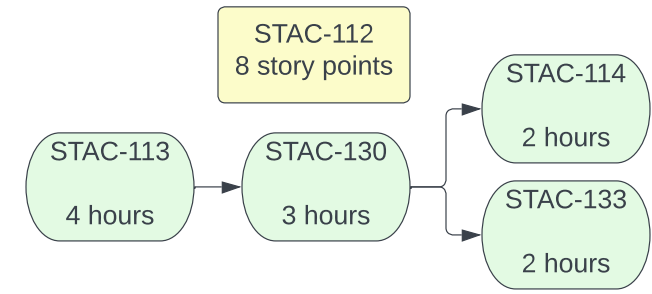 STAC-112
8 story points
STAC-114
2 hours
STAC-113
4 hours
STAC-130
3 hours
STAC-133
2 hours